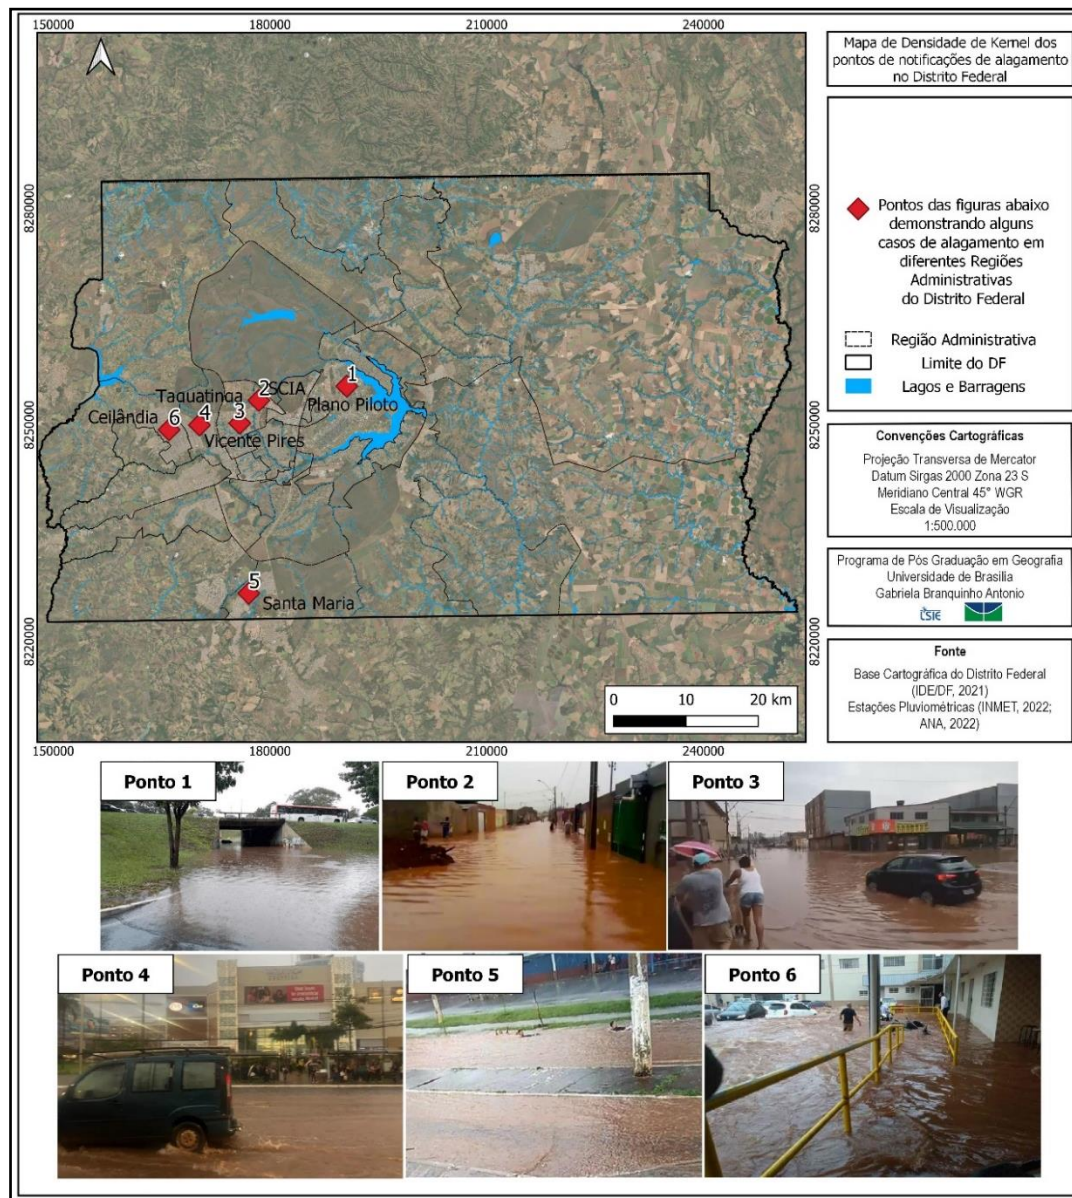 150000 180000 210000 240000
Mapa de Densidade de Kernel dos
pontos de notificações de alagamento
no Distrito Federal
8280000
8280000
Pontos das figuras abaixo
demonstrando alguns
casos de alagamento em
diferentes Regiões
Administrativas
do Distrito Federal
Região Administrativa
Limite do DF
Lagos e Barragens
1
Plano Piloto
2 SCIA
Taguatinga
3
Vicente Pires
4
Ceilândia
6
8250000
8250000
Convenções Cartográficas
Projeção Transversa de Mercator
Datum Sirgas 2000 Zona 23 S
Meridiano Central 45° WGR
Escala de Visualização
1:500.000
5
Santa Maria
Programa de Pós Graduação em Geografia
Universidade de Brasilia
Gabriela Branquinho Antonio
LSIE
8220000
8220000
Fonte
Base Cartográfica do Distrito Federal
(IDE/DF, 2021)
Estações Pluviométricas (INMET, 2022;
ANA, 2022)
0 10 20 km
150000 180000 210000 240000
Ponto 1
Ponto 2
Ponto 3
Ponto 4
Ponto 5
Ponto 6